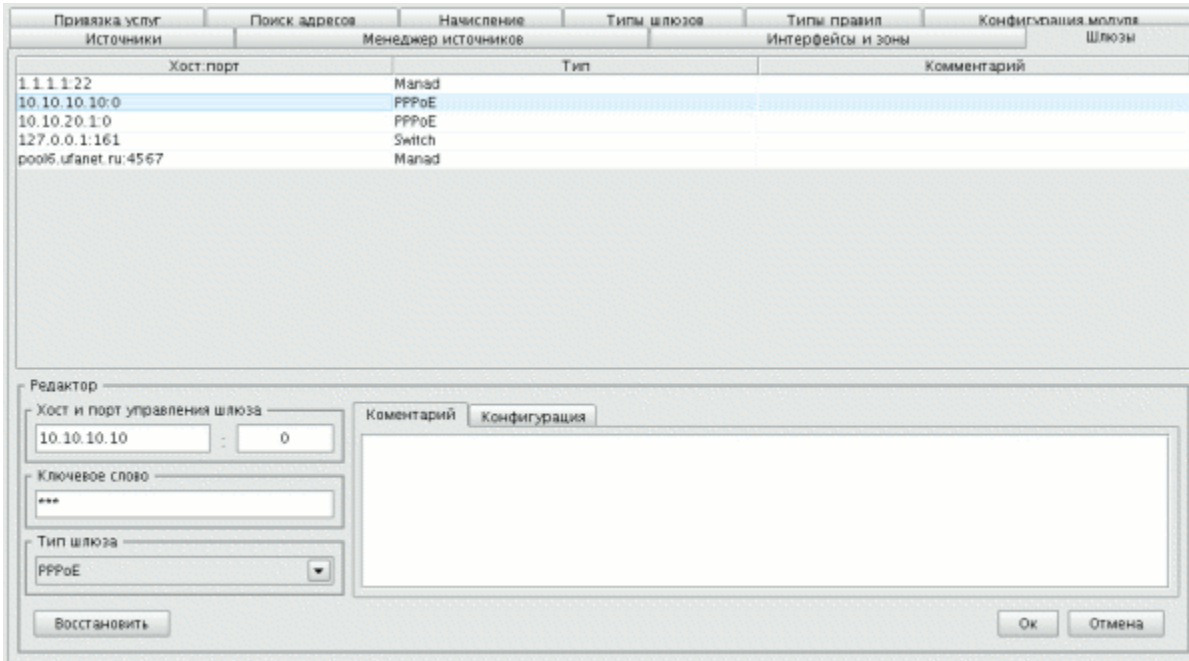 Привязка услуг Поиск адресов Начисление Типы шлюзов Типы правил Конфигурация модуля
Источники Менеджер источников Интерфейсы и зоны Шлюзы
Хост:порт Тип Комментарий
1.1.1.1:22 Manad
10.10.10.10:0 PPPoE
10.10.20.1:0 PPPoE
127.0.0.1:161 Switch
pool6.ufanet.ru:4567 Manad
Редактор
Хост и порт управления шлюза
10.10.10.10 : 0
Коментарий Конфигурация
Ключевое слово
***
Тип шлюза
PPPoE
Восстановить Ок Отмена